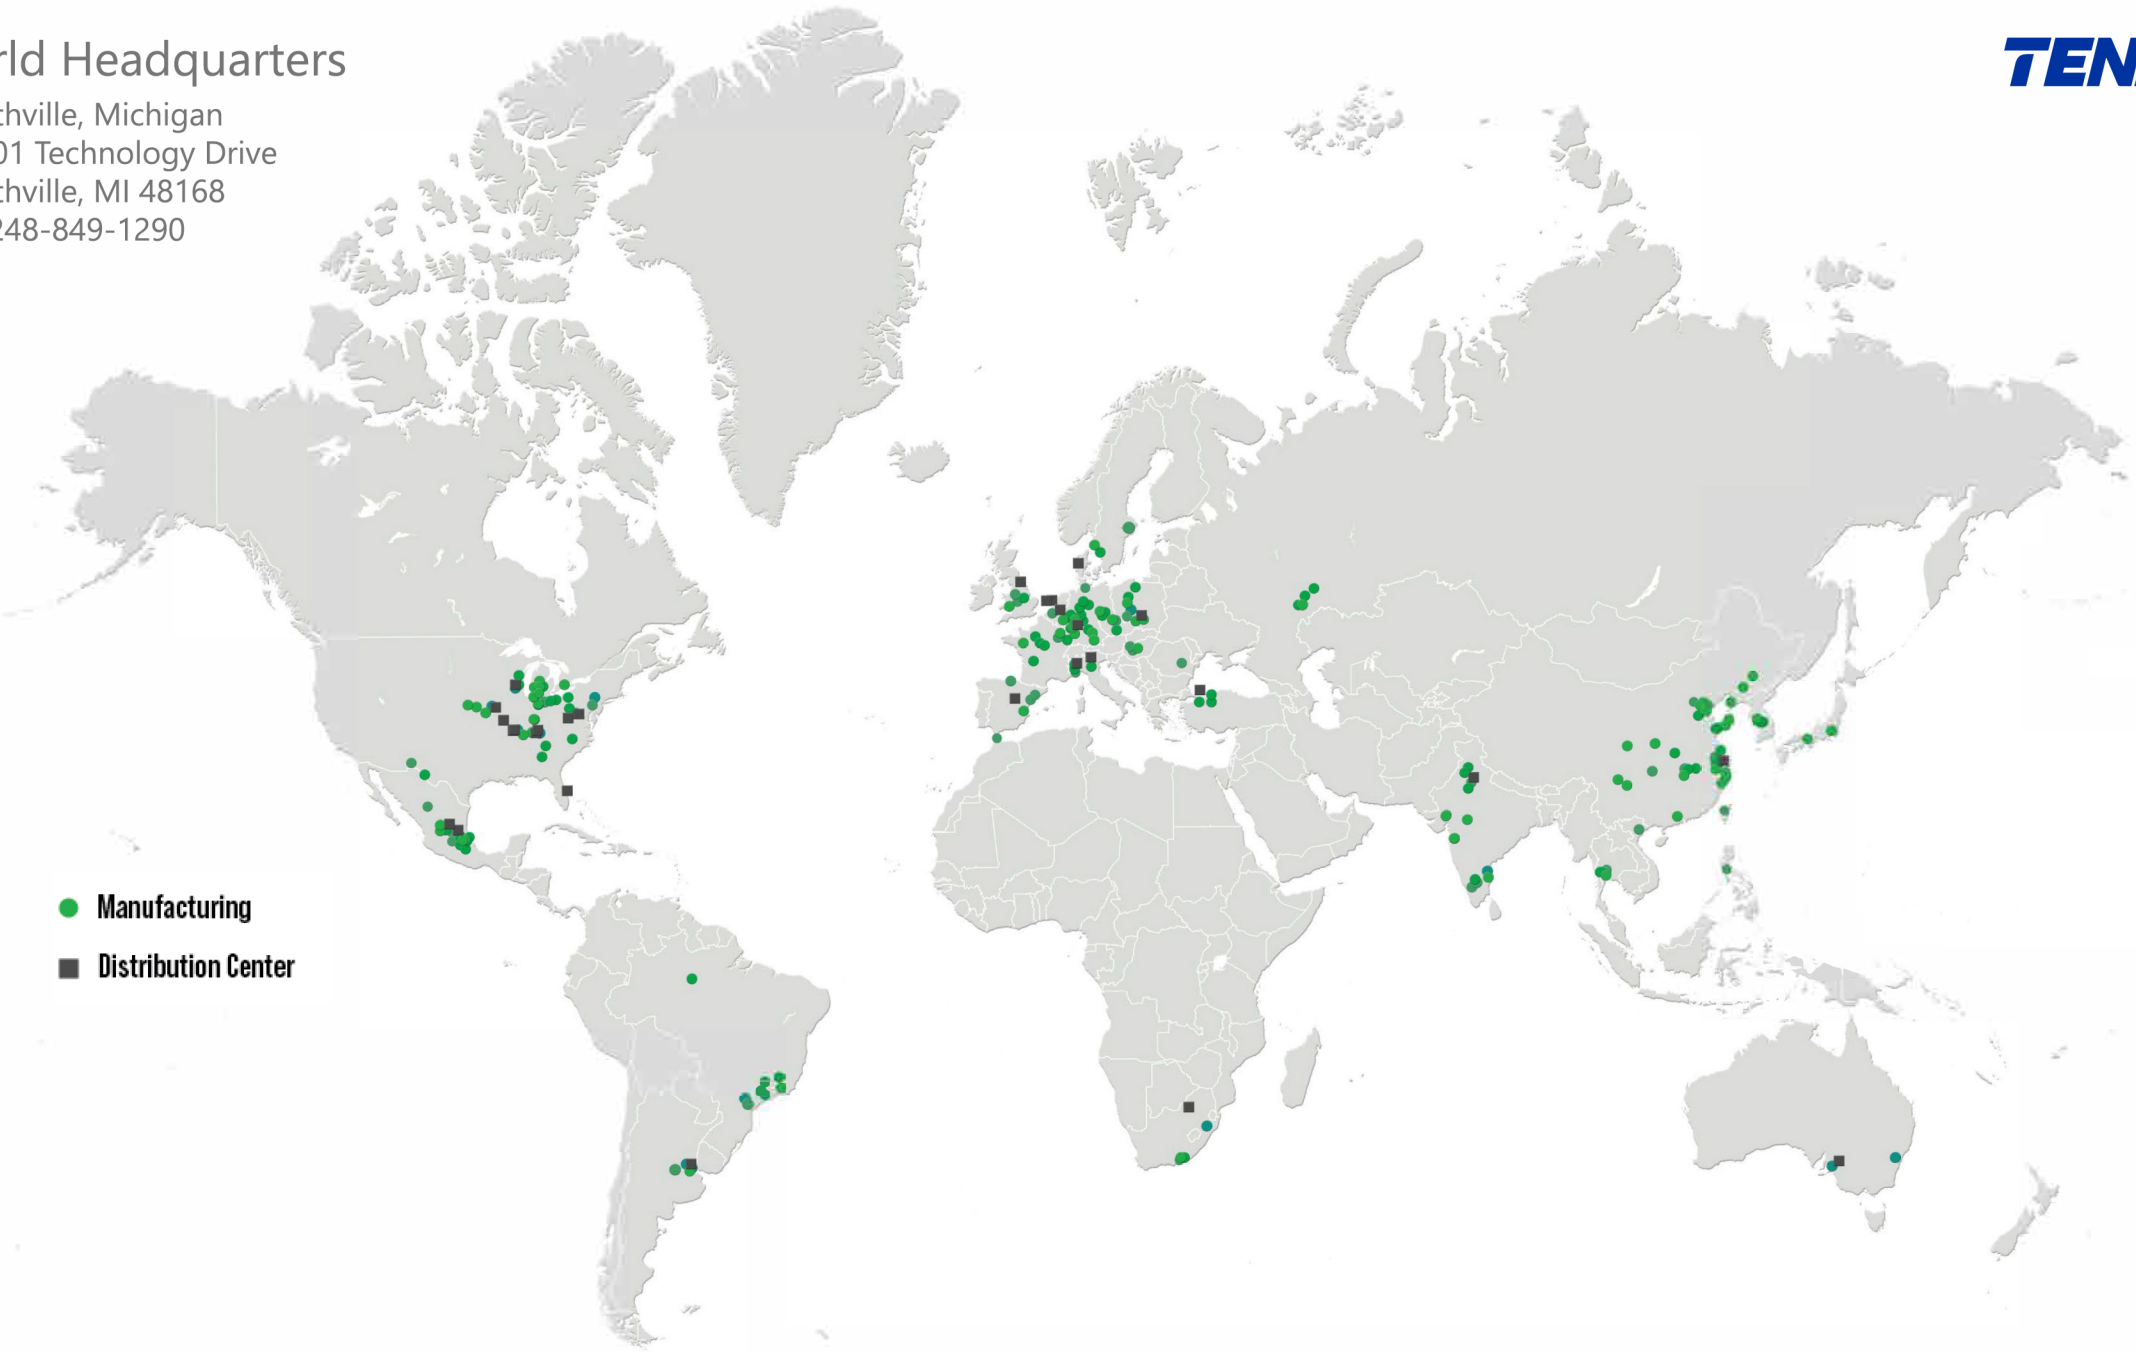 rld Headquarters
thville, Michigan
01 Technology Drive
thville, MI 48168
248-849-1290
TEN
Manufacturing
Distribution Center